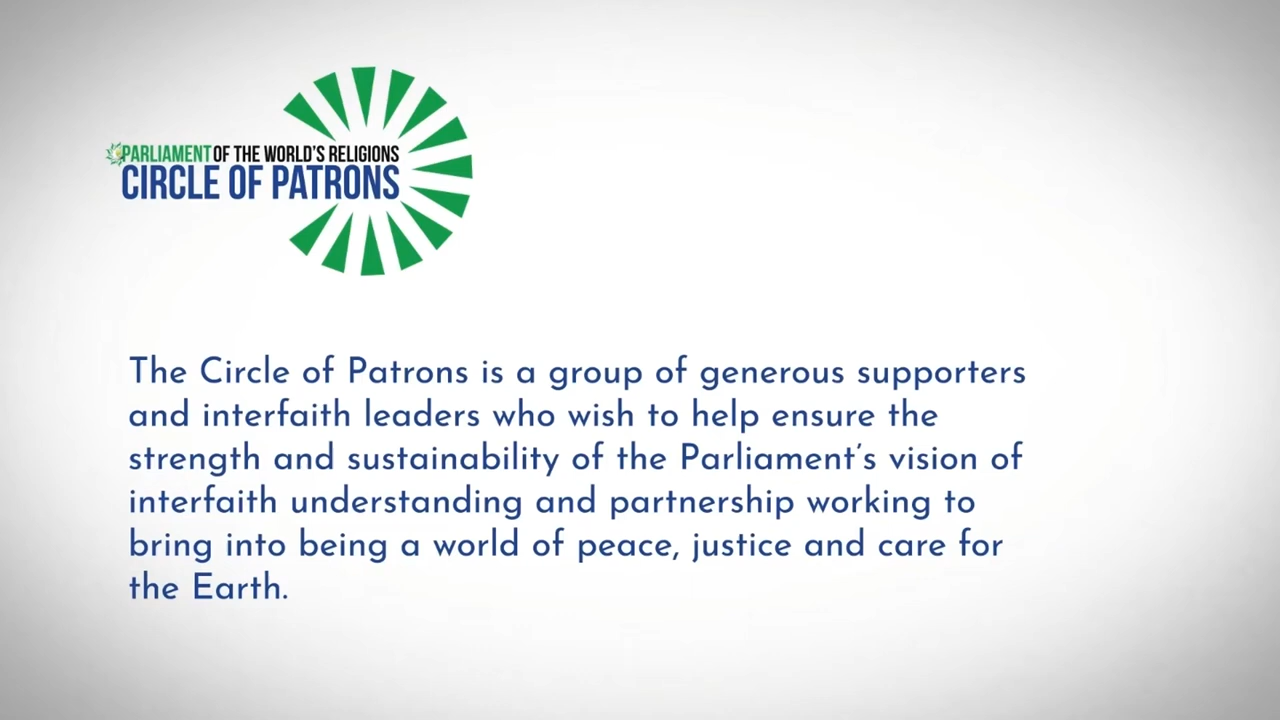 PARLIAMENT OF THE WORLD'S RELIGIONS
CIRCLE OF PATRONS
The Circle of Patrons is a group of generous supporters
and interfaith leaders who wish to help ensure the
strength and sustainability of the Parliament's vision of
interfaith understanding and partnership working to
bring into being a world of peace, justice and care for
the Earth.